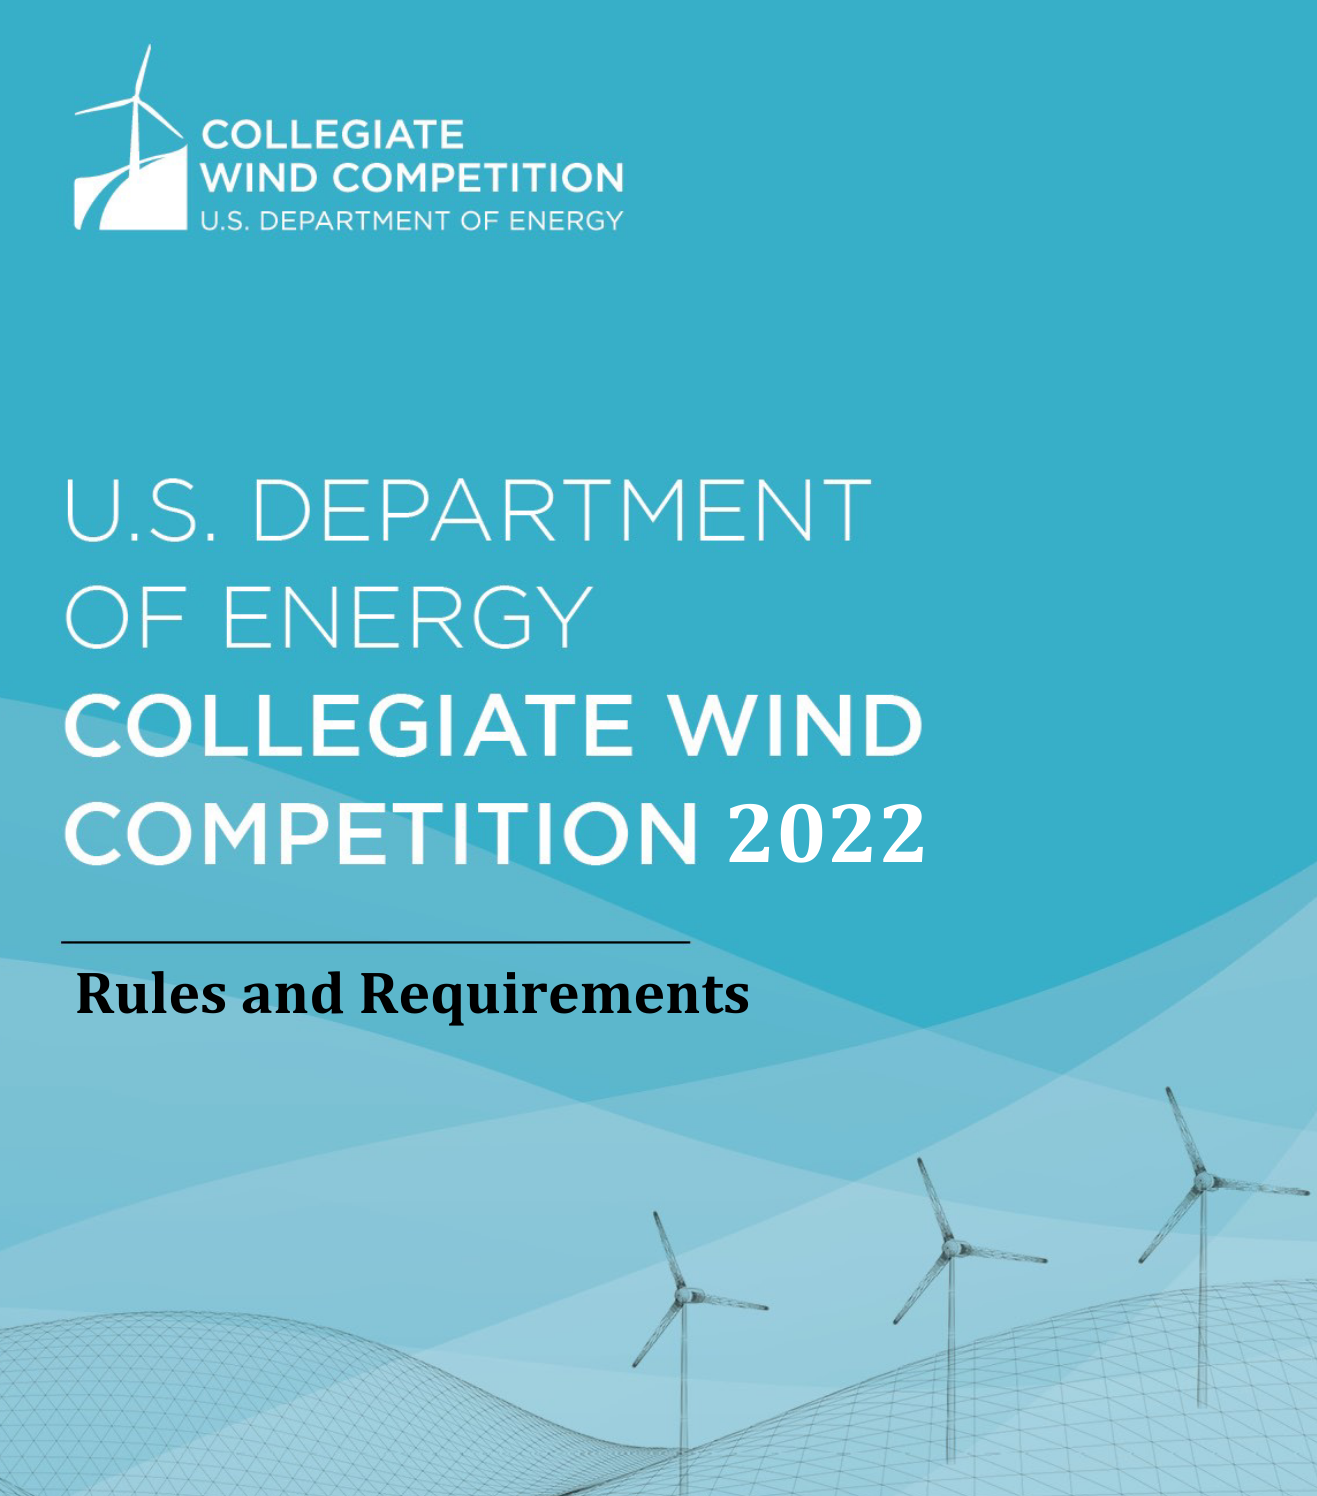 COLLEGIATE
WIND COMPETITION
U.S. DEPARTMENT OF ENERGY
U.S. DEPARTMENT
OF ENERGY
COLLEGIATE WIND
COMPETITION 2022
Rules and Requirements